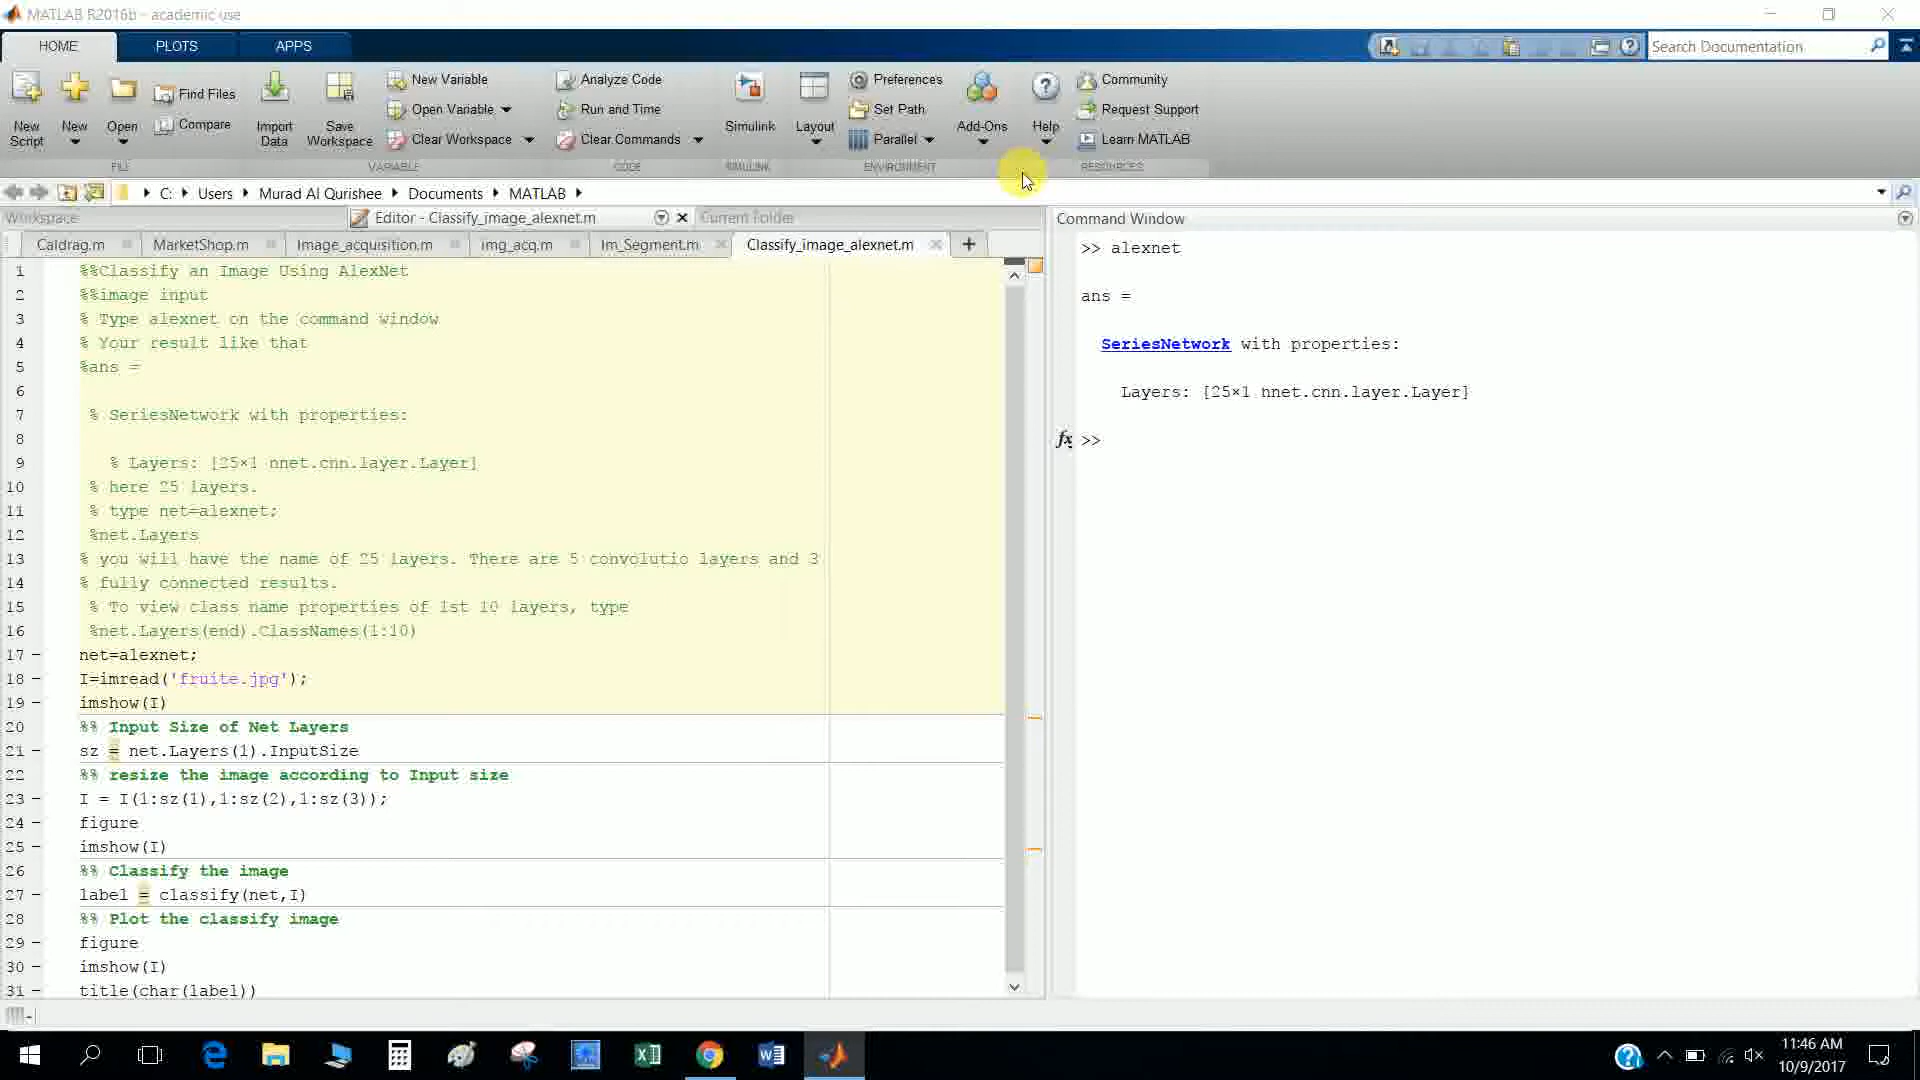 MATLAB R2016b - academic use
HOME PLOTS APPS
Search Documentation
New Script
New
Open
Find Files
Compare
Import Data
Save Workspace
New Variable
Open Variable
Clear Workspace
Analyze Code
Run and Time
Clear Commands
Simulink
Layout
Preferences
Set Path
Parallel
Add-Ons
Help
Community
Request Support
Learn MATLAB
FILE VARIABLE CODE SIMULINK ENVIRONMENT RESOURCES
C: Users Murad Al Qurishee Documents MATLAB
Workspace
Editor - Classify_image_alexnet.m
Current Folder
Caldrag.m MarketShop.m Image_acquisition.m img_acq.m Im_Segment.m Classify_image_alexnet.m
1 %%Classify an Image Using AlexNet
2 %%image input
3 % Type alexnet on the command window
4 % Your result like that
5 %ans =
6
7 % SeriesNetwork with properties:
8
9 % Layers: [25×1 nnet.cnn.layer.Layer]
10 % here 25 layers.
11 % type net=alexnet;
12 %net.Layers
13 % you will have the name of 25 layers. There are 5 convolutio layers and 3
14 % fully connected results.
15 % To view class name properties of 1st 10 layers, type
16 %net.Layers(end).ClassNames(1:10)
17 – net=alexnet;
18 – I=imread('fruite.jpg');
19 – imshow(I)
20 %% Input Size of Net Layers
21 – sz = net.Layers(1).InputSize
22 %% resize the image according to Input size
23 – I = I(1:sz(1),1:sz(2),1:sz(3));
24 – figure
25 – imshow(I)
26 %% Classify the image
27 – label = classify(net,I)
28 %% Plot the classify image
29 – figure
30 – imshow(I)
31 – title(char(label))
Command Window
>> alexnet
ans =
SeriesNetwork with properties:
Layers: [25×1 nnet.cnn.layer.Layer]
fx >>
11:46 AM
10/9/2017